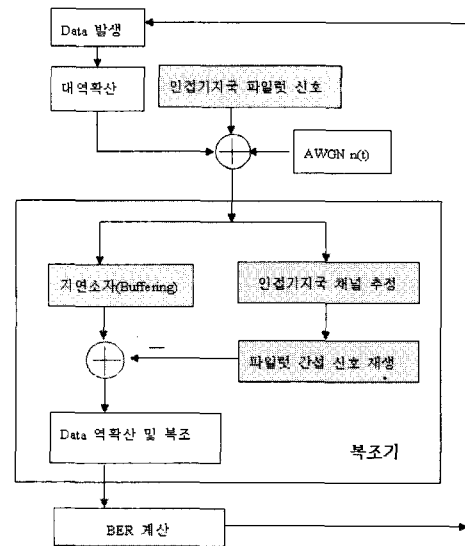 Data 발생
대역확산
인접기지국 파일럿 신호
AWGN n(t)
지연소자(Buffering)
인접기지국 채널 추정
파일럿 간섭 신호 재생
Data 역확산 및 복조
복조기
BER 계산